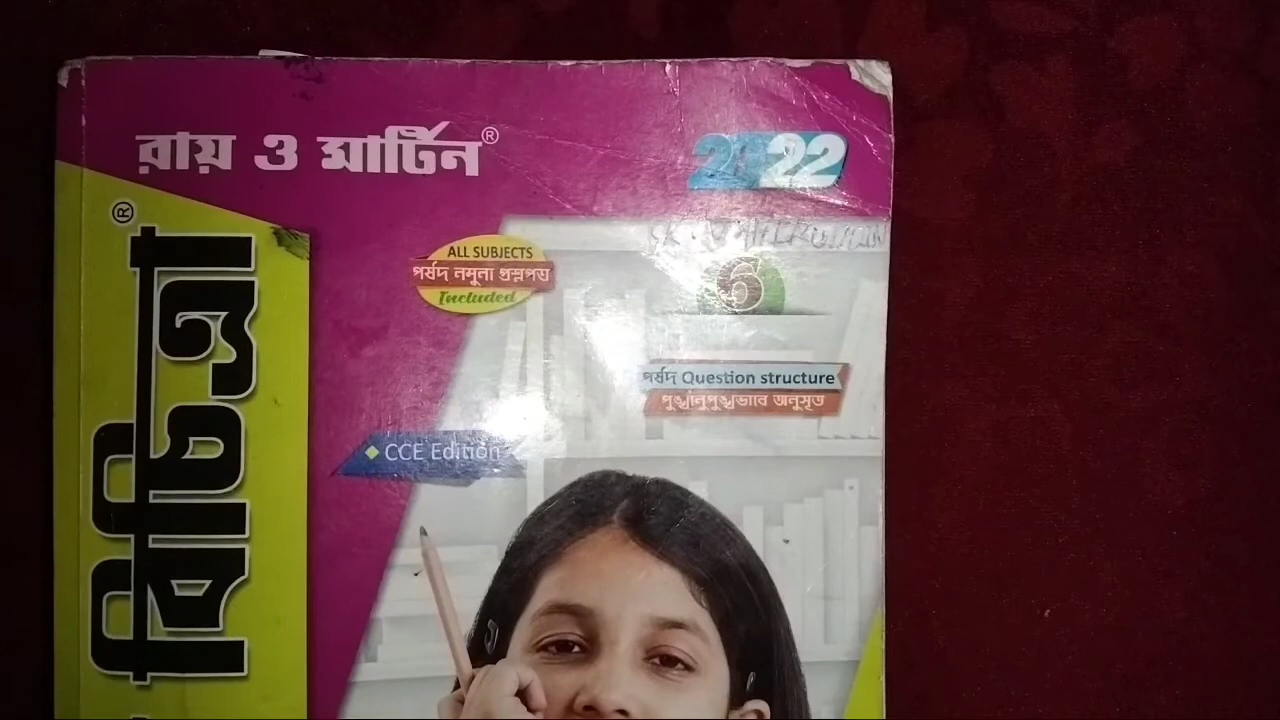 রায় ও মার্টিন®
2022
ALL SUBJECTS
পর্ষদ নমুনা প্রশ্নপত্র
Included
6
পর্ষদ Question structure
পুঙ্খানুপুঙ্খভাবে অনুসৃত
CCE Edition
বিচিত্রা®